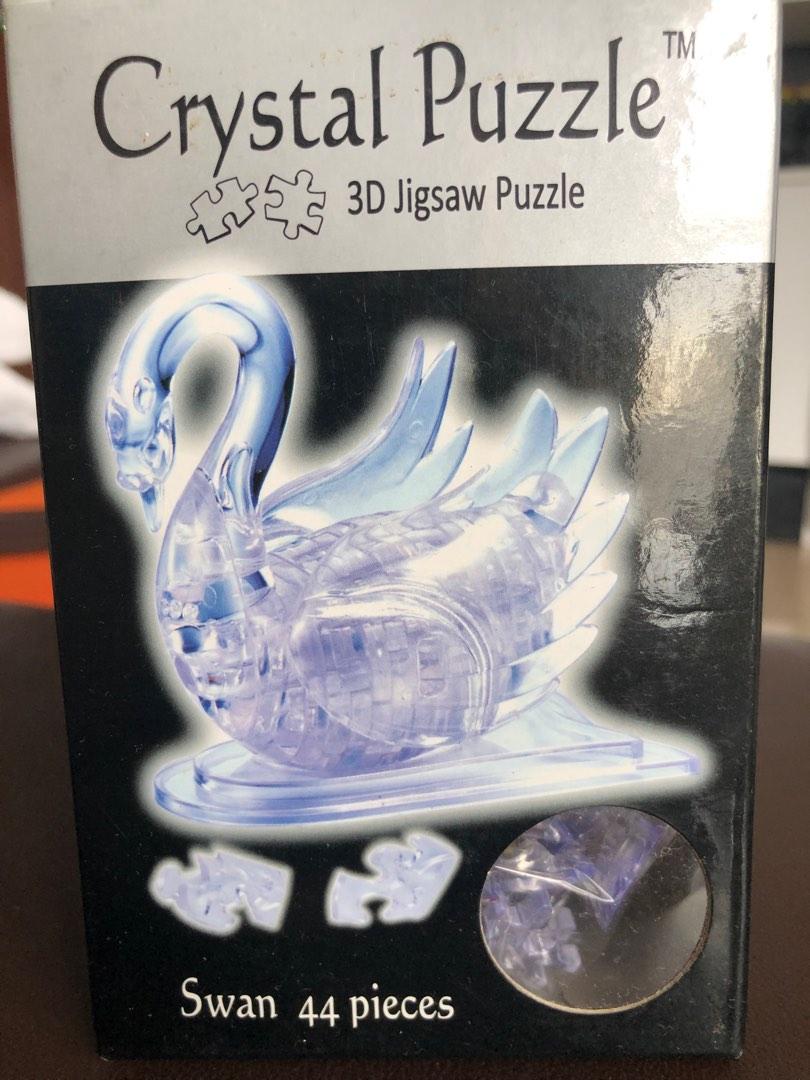 Crystal Puzzle™
3D Jigsaw Puzzle
Swan 44 pieces